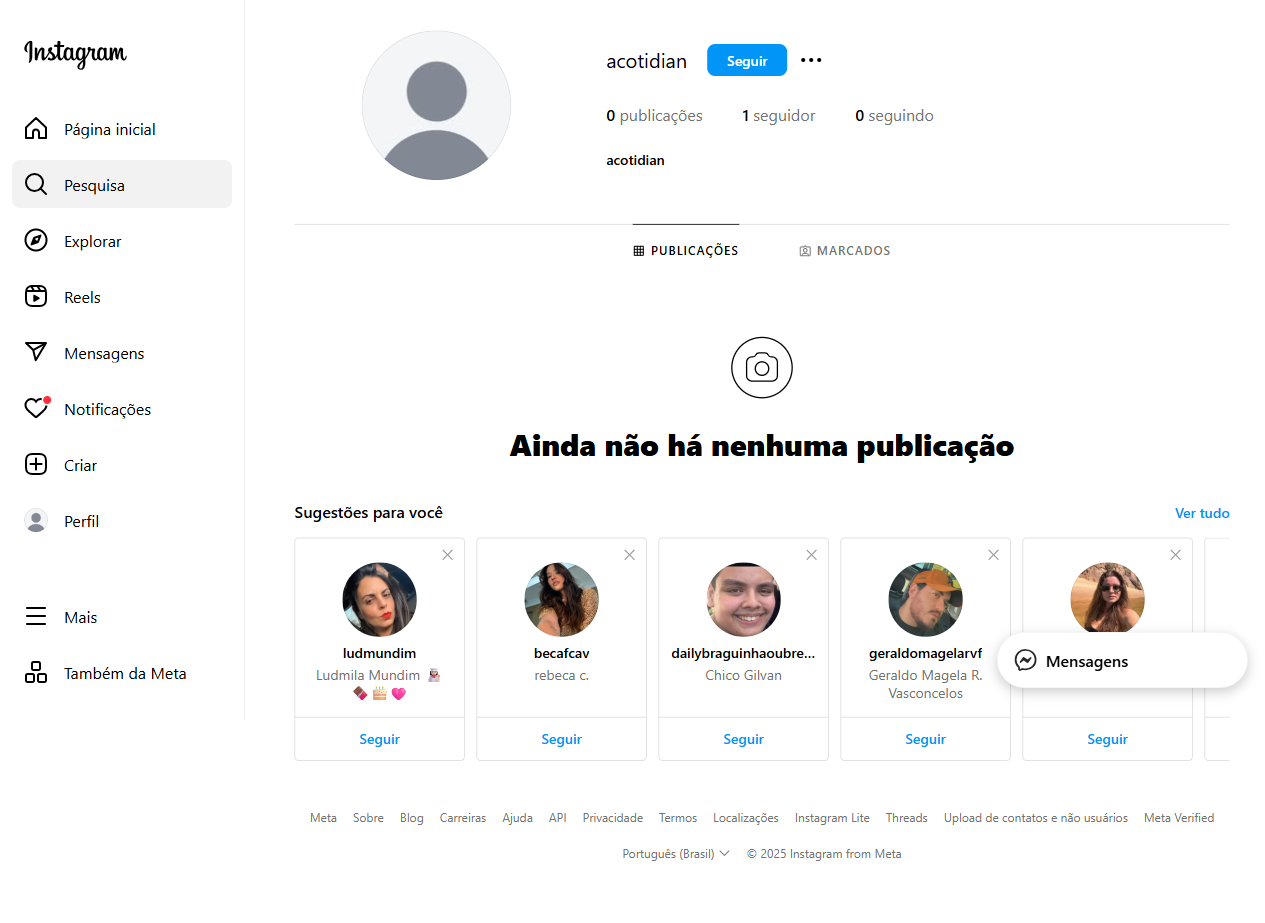 Instagram
Página inicial
Pesquisa
Explorar
Reels
Mensagens
Notificações
Criar
Perfil
Mais
Também da Meta
acotidian
Seguir
0 publicações 1 seguidor 0 seguindo
acotidian
PUBLICAÇÕES MARCADOS
Ainda não há nenhuma publicação
Sugestões para você
Ver tudo
ludmundim
Ludmila Mundim 👩🏻‍🍳
🍫 🎂 💗
Seguir
becafcav
rebeca c.
Seguir
dailybraguinhaoubre...
Chico Gilvan
Seguir
geraldomagelarvf
Geraldo Magela R.
Vasconcelos
Seguir
Seguir
Mensagens
Meta Sobre Blog Carreiras Ajuda API Privacidade Termos Localizações Instagram Lite Threads Upload de contatos e não usuários Meta Verified
Português (Brasil) © 2025 Instagram from Meta